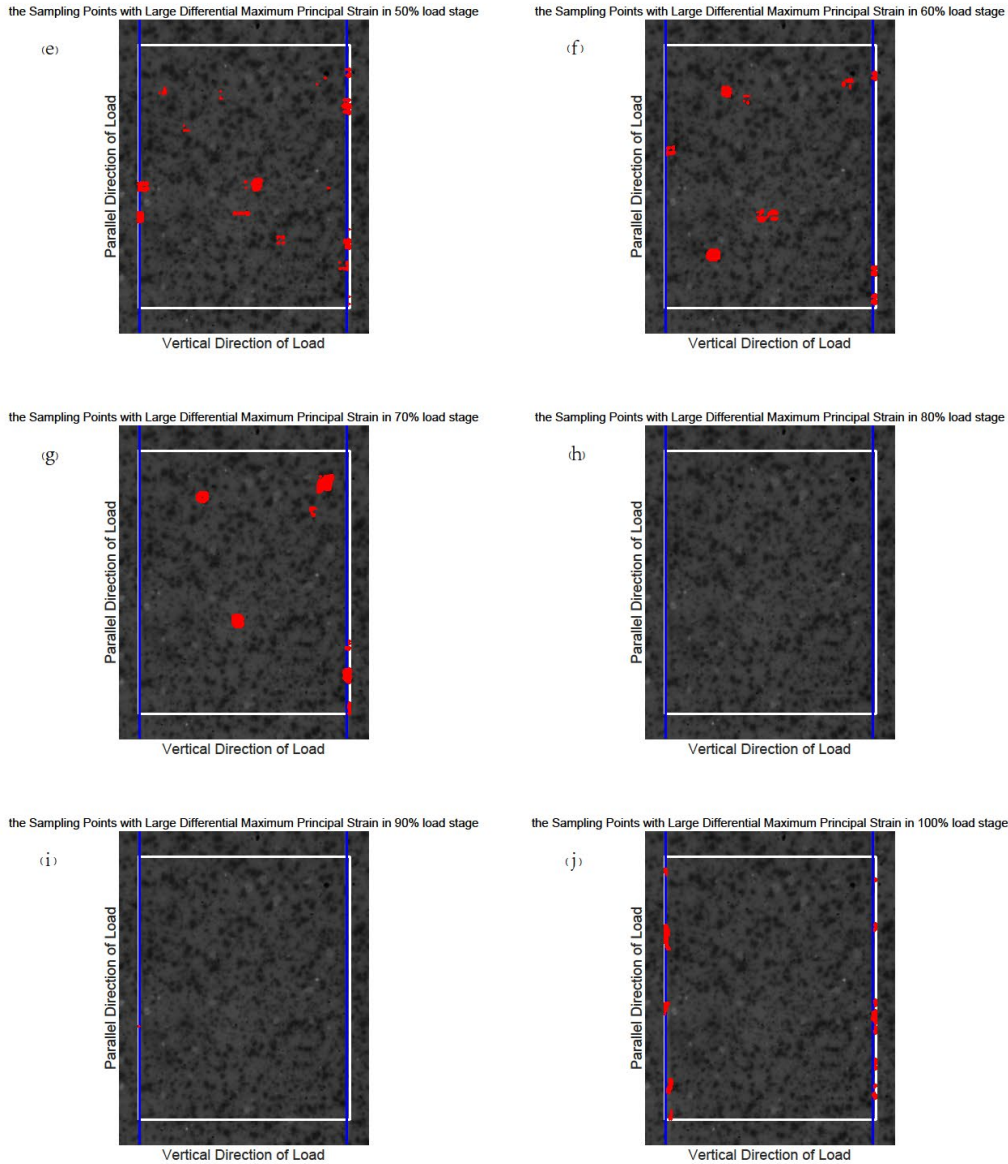 the Sampling Points with Large Differential Maximum Principal Strain in 50% load stage
(e)
Parallel Direction of Load
Vertical Direction of Load
the Sampling Points with Large Differential Maximum Principal Strain in 60% load stage
(f)
Parallel Direction of Load
Vertical Direction of Load
the Sampling Points with Large Differential Maximum Principal Strain in 70% load stage
(g)
Parallel Direction of Load
Vertical Direction of Load
the Sampling Points with Large Differential Maximum Principal Strain in 80% load stage
(h)
Parallel Direction of Load
Vertical Direction of Load
the Sampling Points with Large Differential Maximum Principal Strain in 90% load stage
(i)
Parallel Direction of Load
Vertical Direction of Load
the Sampling Points with Large Differential Maximum Principal Strain in 100% load stage
(j)
Parallel Direction of Load
Vertical Direction of Load